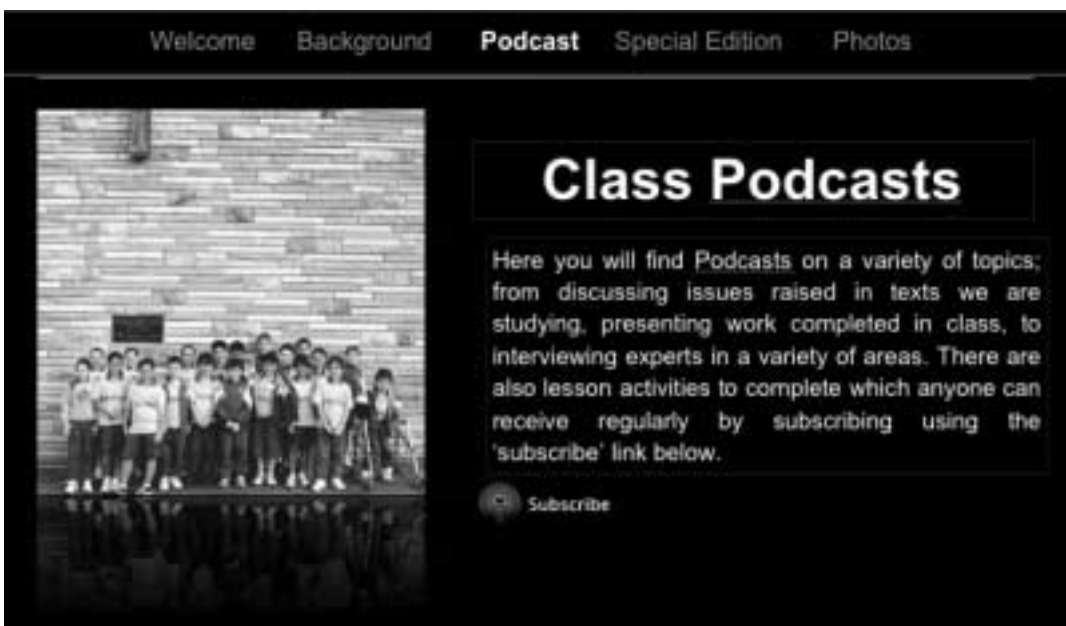 Welcome Background Podcast Special Edition Photos
Class Podcasts
Here you will find Podcasts on a variety of topics;
from discussing issues raised in texts we are
studying, presenting work completed in class, to
interviewing experts in a variety of areas. There are
also lesson activities to complete which anyone can
receive regularly by subscribing using the
‘subscribe’ link below.
Subscribe